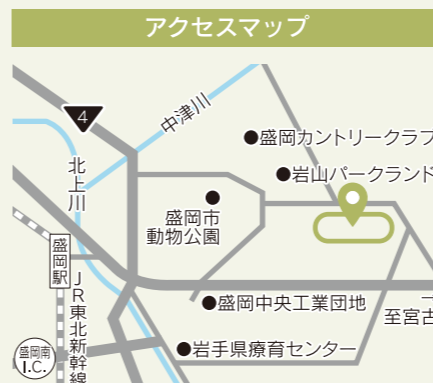 アクセスマップ
4
中津川
●盛岡カントリークラブ
北上川
●岩山パークランド
盛岡市
動物公園
盛岡駅
JR東北新幹線
●盛岡中央工業団地
至宮古
●岩手県療育センター
盛岡南
I.C.